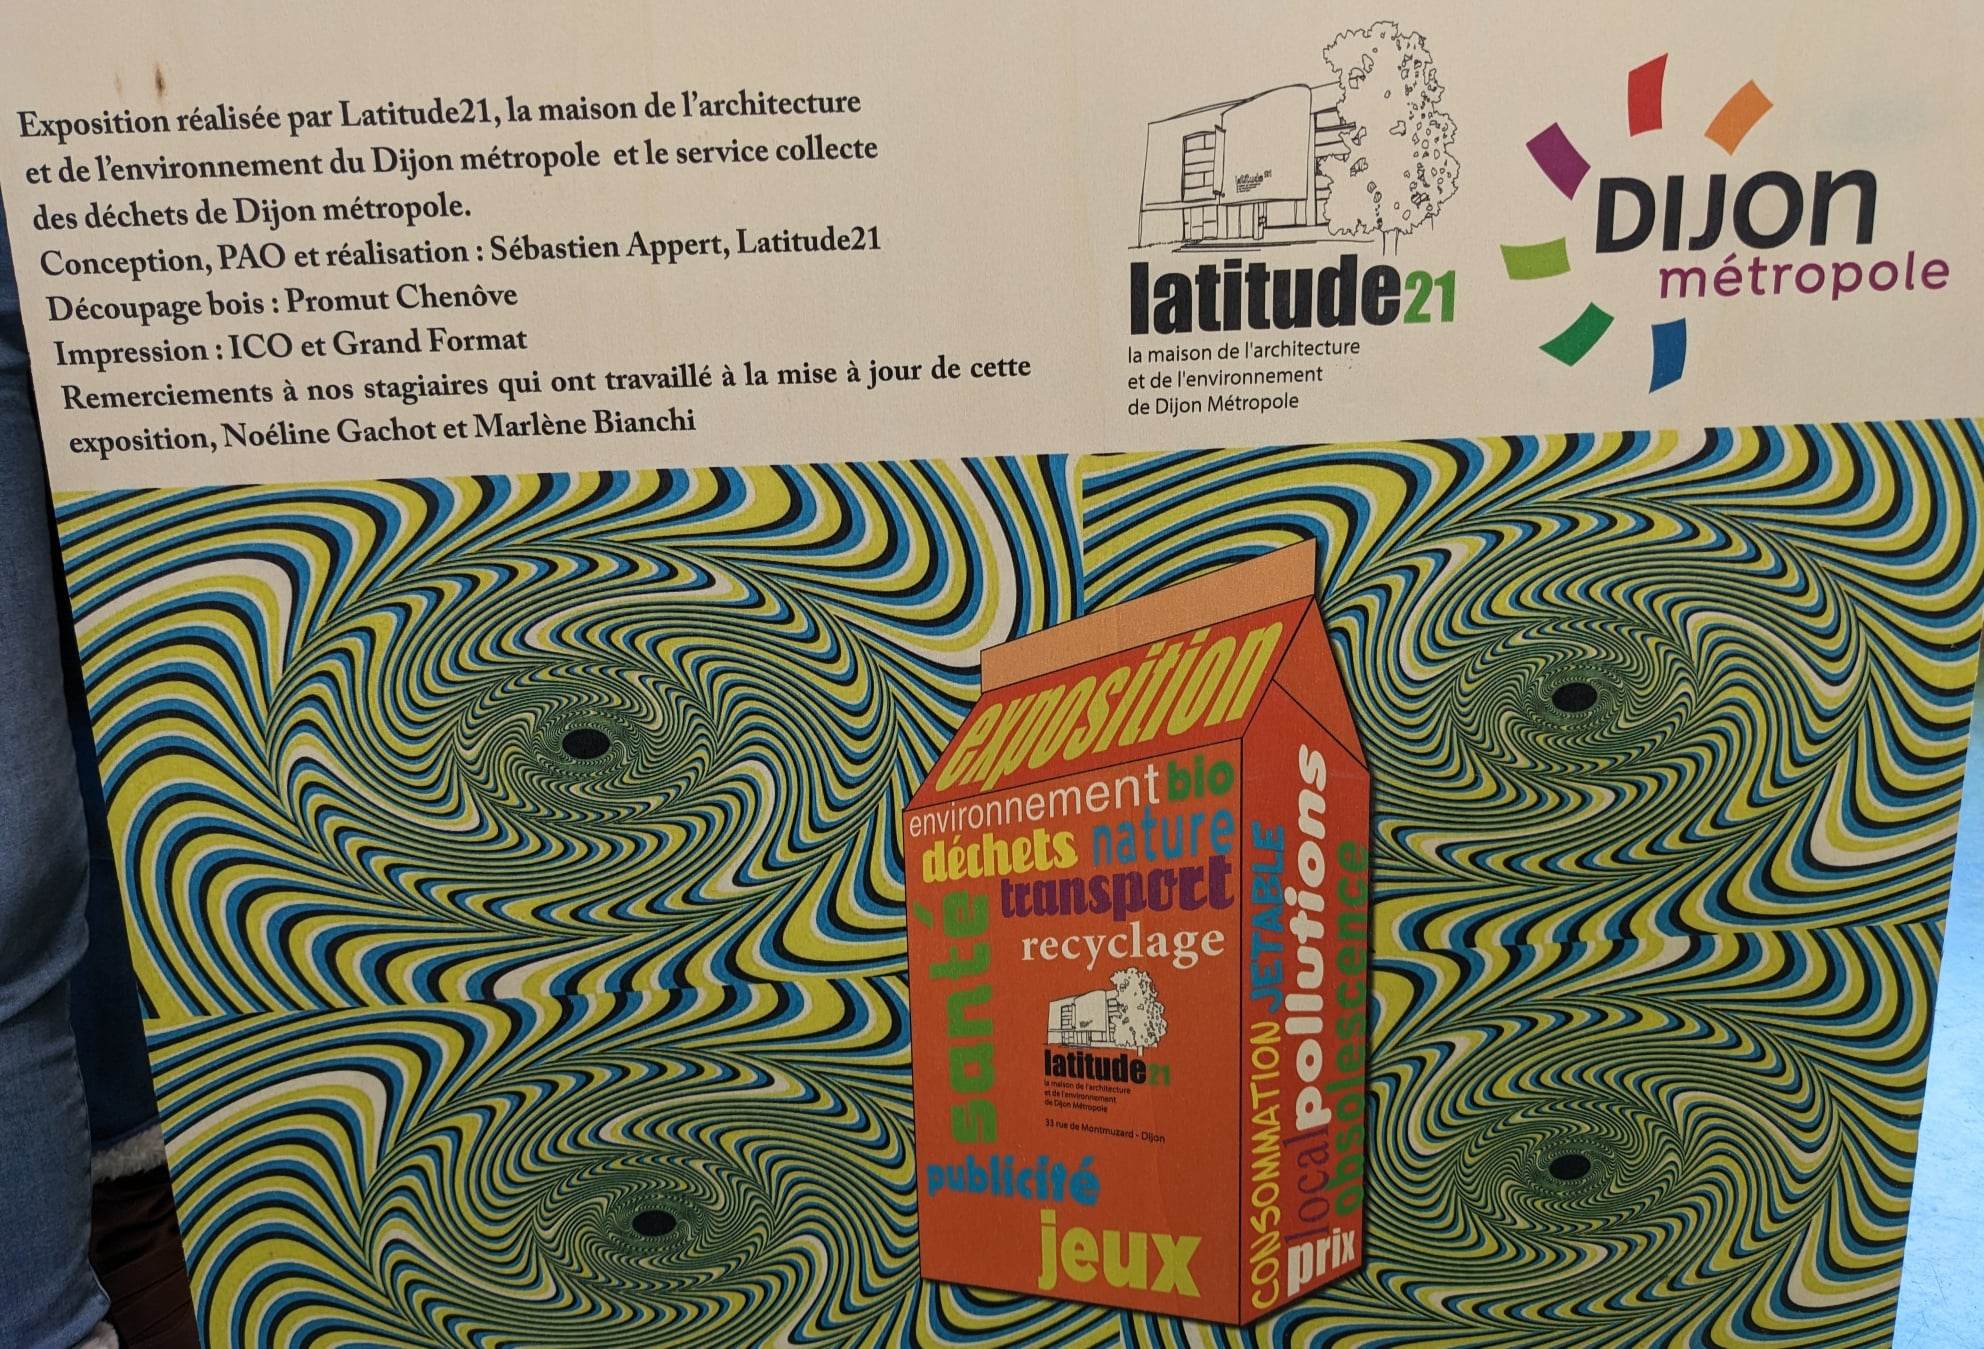 Exposition réalisée par Latitude21, la maison de l'architecture
et de l'environnement du Dijon métropole et le service collecte
des déchets de Dijon métropole.
Conception, PAO et réalisation : Sébastien Appert, Latitude21
Découpage bois : Promut Chenôve
Impression : ICO et Grand Format
Remerciements à nos stagiaires qui ont travaillé à la mise à jour de cette
exposition, Noéline Gachot et Marlène Bianchi
latitude21
latitude21
la maison de l'architecture
et de l'environnement
de Dijon Métropole
DIJON
métropole
exposition
environnement bio
déchets nature
transport
santé
recyclage
latitude21
la maison de l'architecture
et de l'environnement
de Dijon Métropole
33 rue de Montmuzard - Dijon
publicité
jeux
CONSOMMATION JETABLE
local pollutions
obsolescence
prix